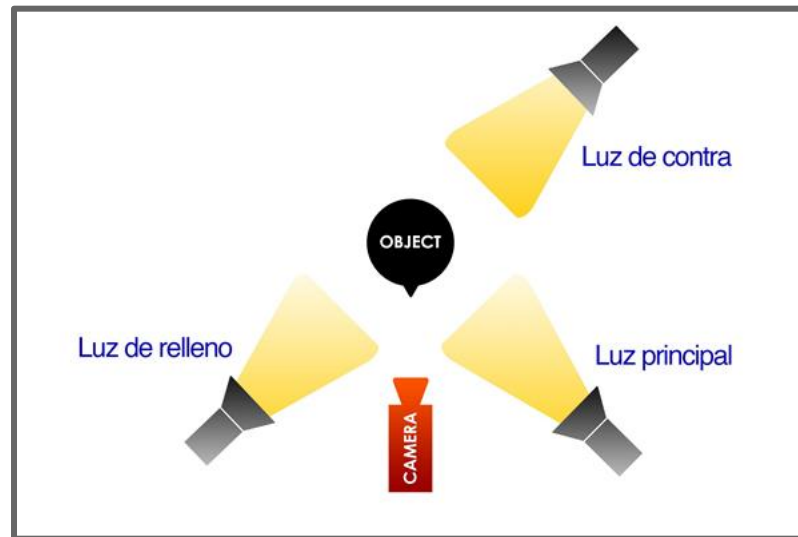 Luz de contra
OBJECT
Luz de relleno
Luz principal
CAMERA